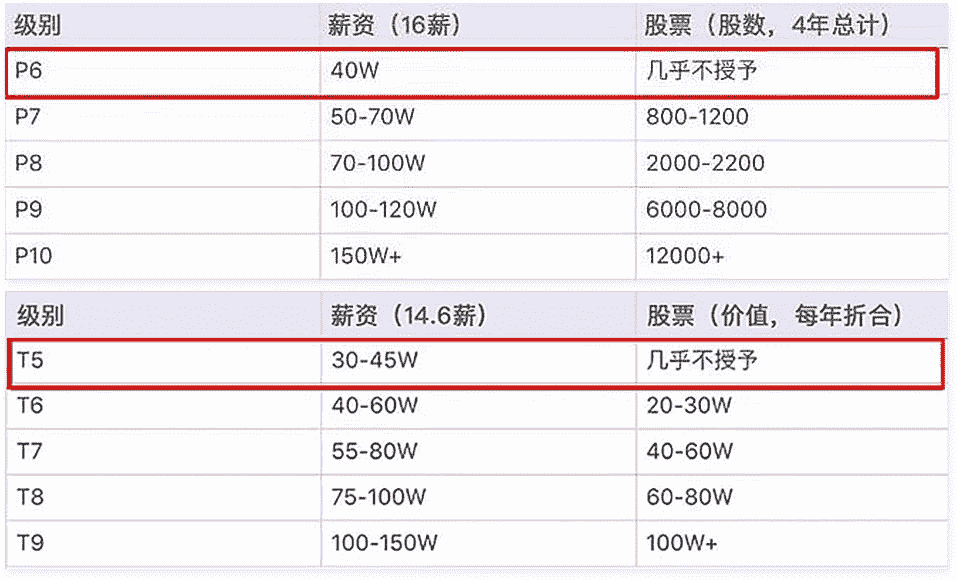 级别 薪资（16薪） 股票（股数，4年总计）
P6 40W 几乎不授予
P7 50-70W 800-1200
P8 70-100W 2000-2200
P9 100-120W 6000-8000
P10 150W+ 12000+
级别 薪资（14.6薪） 股票（价值，每年折合）
T5 30-45W 几乎不授予
T6 40-60W 20-30W
T7 55-80W 40-60W
T8 75-100W 60-80W
T9 100-150W 100W+